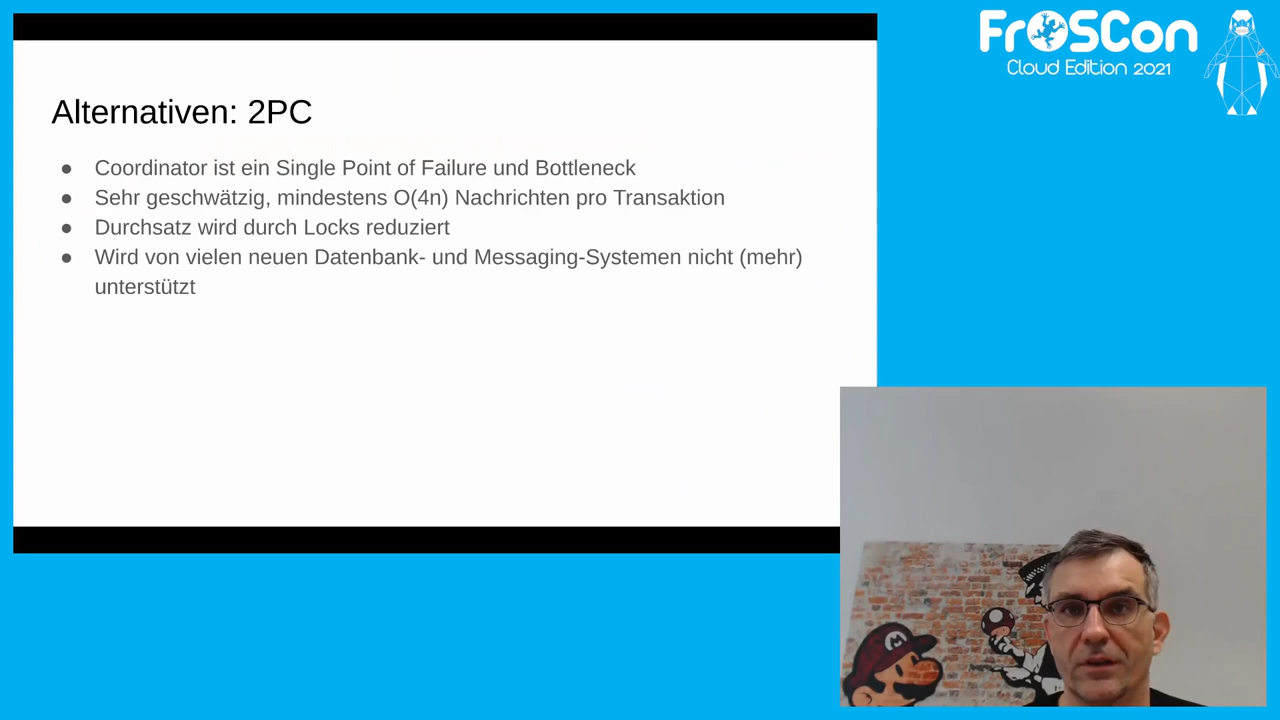 FrOSCon
Cloud Edition 2021
Alternativen: 2PC
● Coordinator ist ein Single Point of Failure und Bottleneck
● Sehr geschwätzig, mindestens O(4n) Nachrichten pro Transaktion
● Durchsatz wird durch Locks reduziert
● Wird von vielen neuen Datenbank- und Messaging-Systemen nicht (mehr)
unterstützt
M